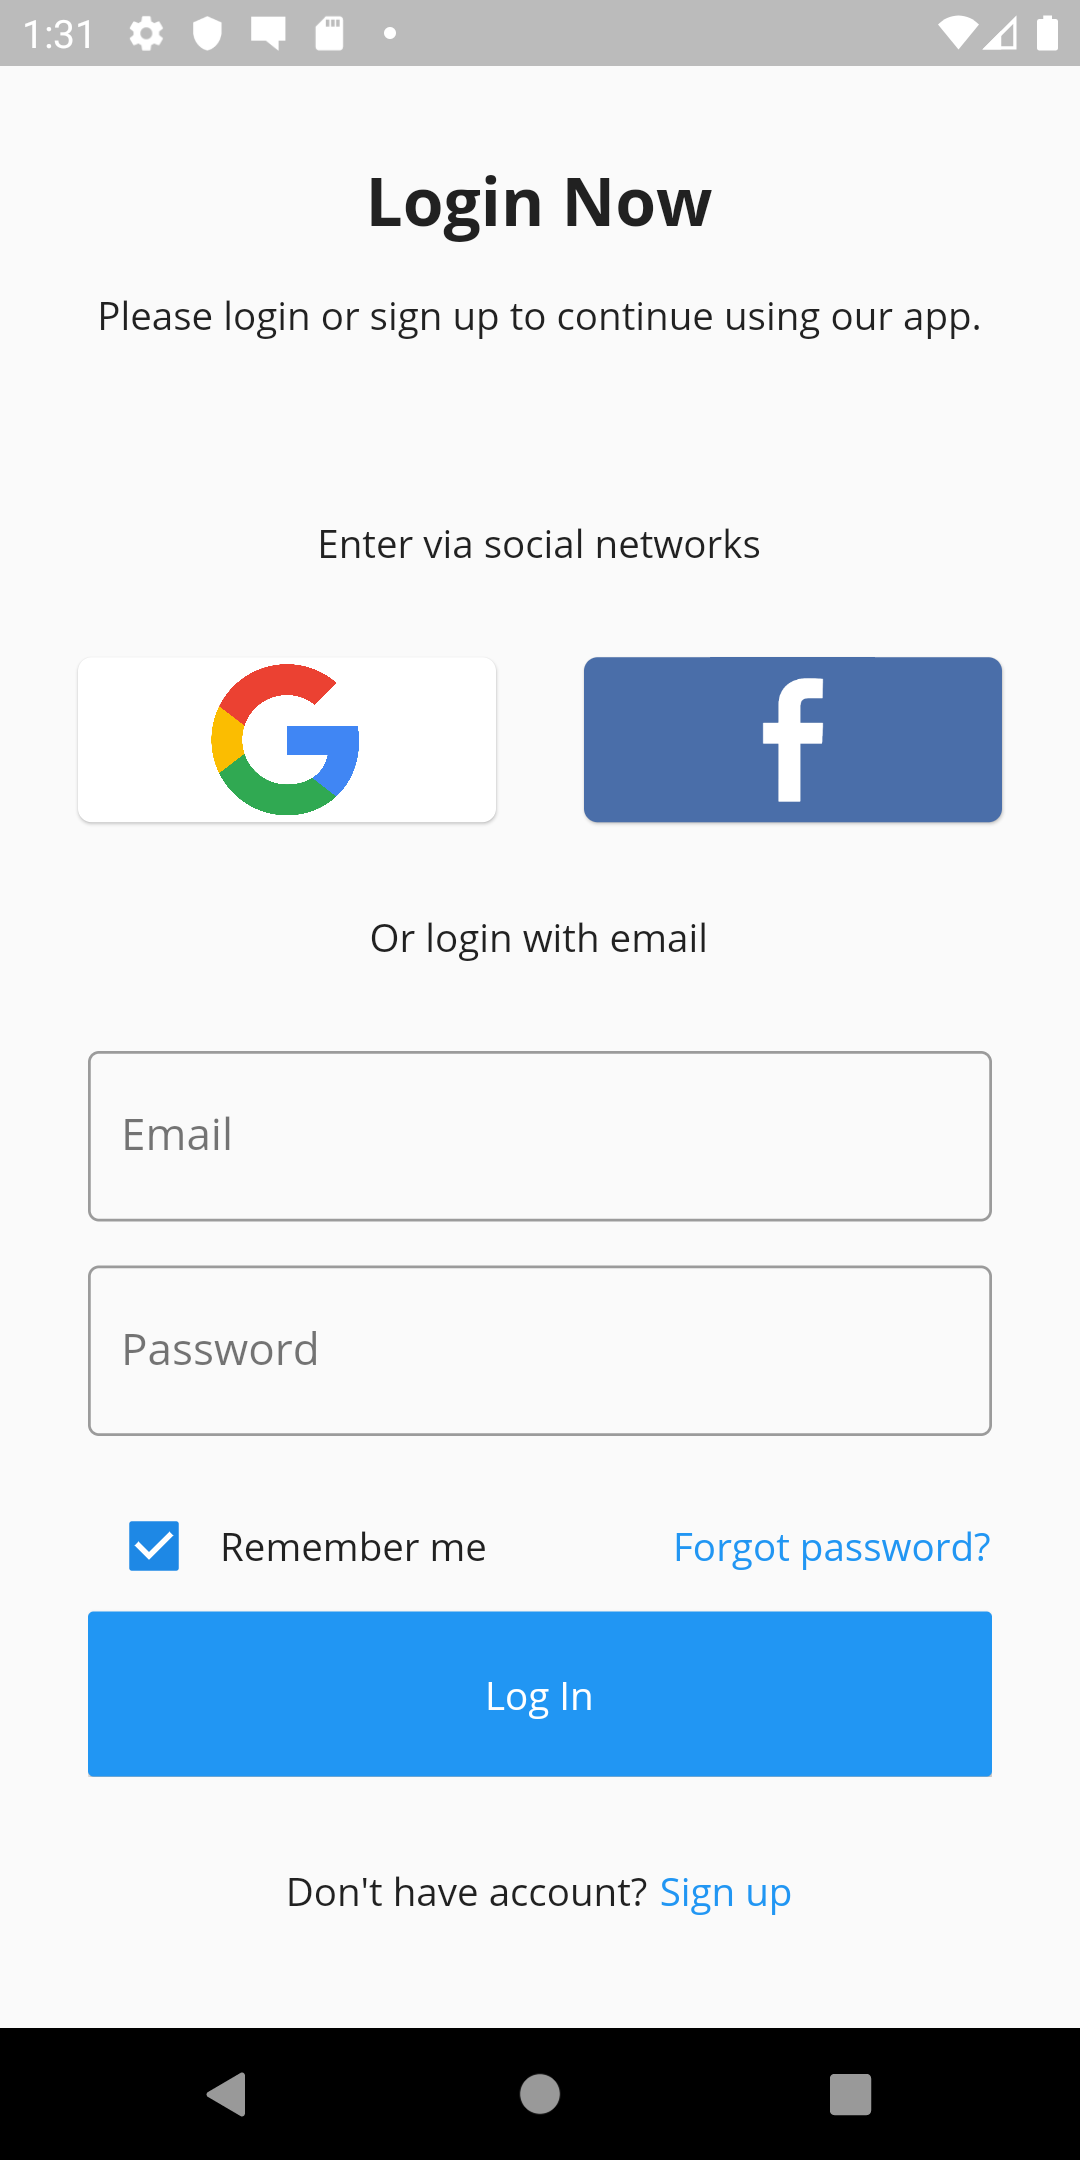 1:31
Login Now
Please login or sign up to continue using our app.
Enter via social networks
Or login with email
Email
Password
Remember me Forgot password?
Log In
Don't have account? Sign up